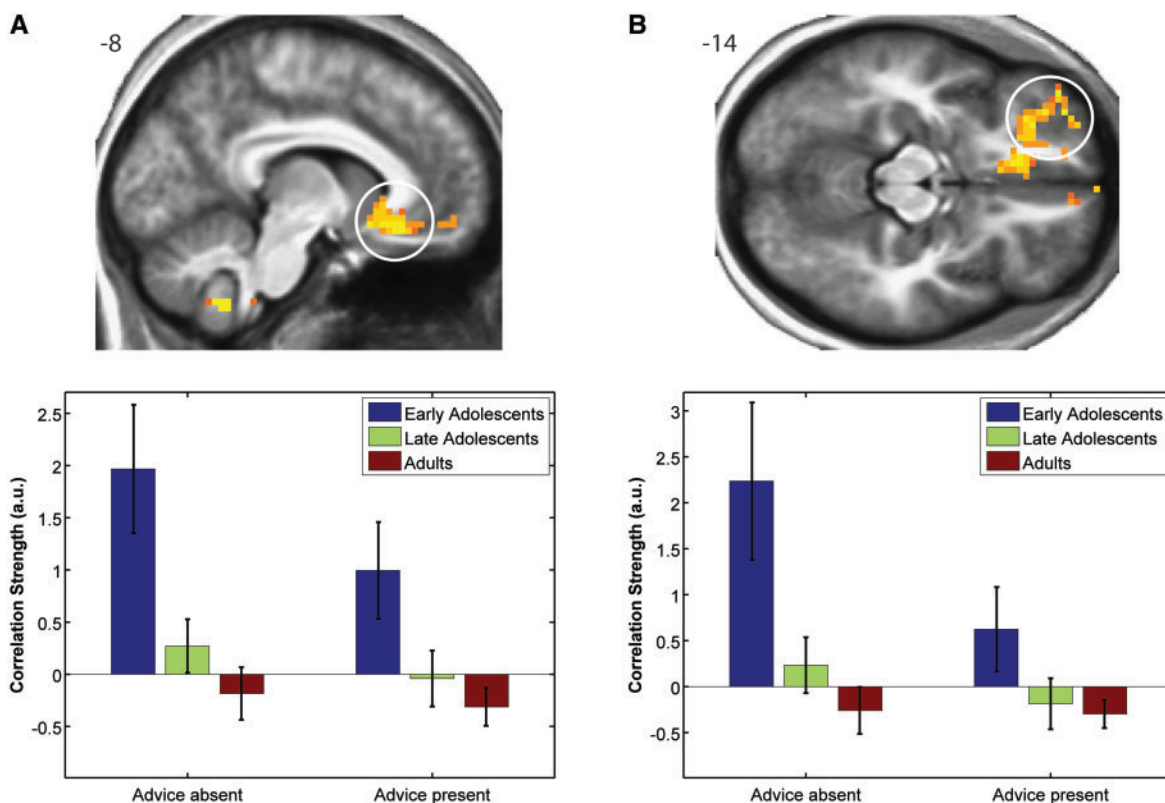 A
-8
B
-14
Correlation Strength (a.u.)
2.5
2
1.5
1
0.5
0
-0.5
Early Adolescents
Late Adolescents
Adults
Advice absent
Advice present
Correlation Strength (a.u.)
3
2.5
2
1.5
1
0.5
0
-0.5
Early Adolescents
Late Adolescents
Adults
Advice absent
Advice present